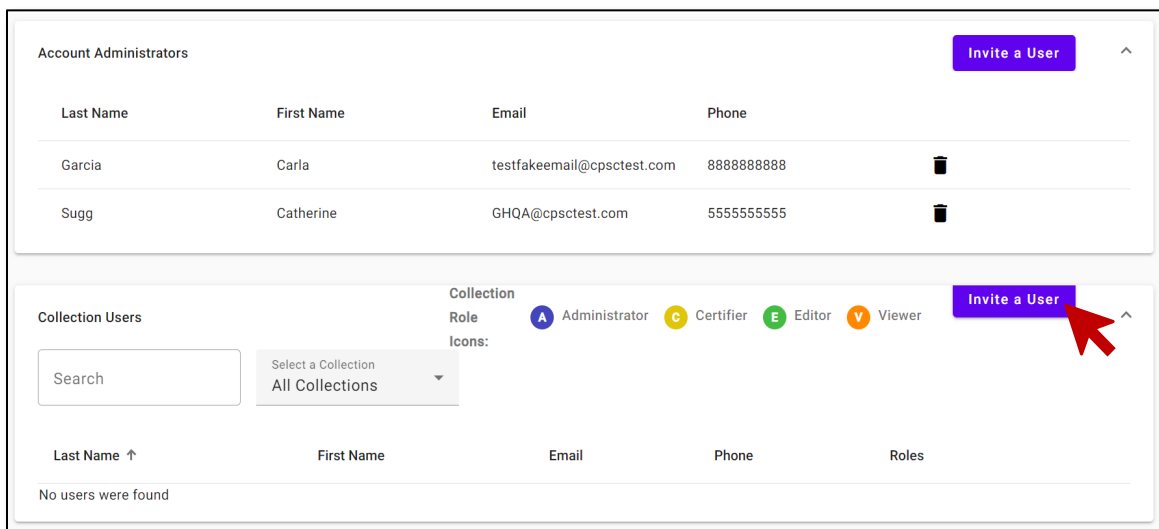 Account Administrators Invite a User
Last Name First Name Email Phone
Garcia Carla testfakeemail@cpsctest.com 8888888888
Sugg Catherine GHQA@cpsctest.com 5555555555
Collection Users
Collection
Role
Icons:
A Administrator C Certifier E Editor V Viewer
Invite a User
Search
Select a Collection
All Collections
Last Name ↑ First Name Email Phone Roles
No users were found